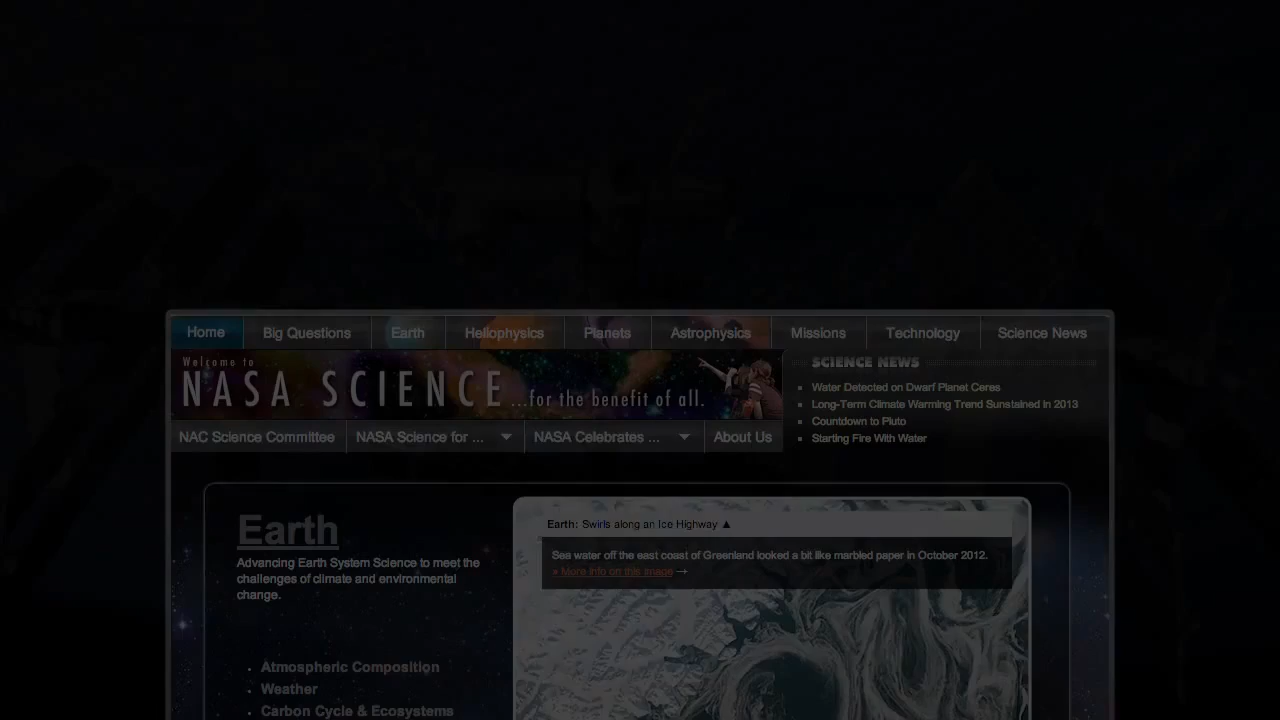 Home Big Questions Earth Heliophysics Planets Astrophysics Missions Technology Science News
Welcome to
NASA SCIENCE ...for the benefit of all.
SCIENCE NEWS
Water Detected on Dwarf Planet Ceres
Long-Term Climate Warming Trend Sunstained in 2013
Countdown to Pluto
Starting Fire With Water
NAC Science Committee NASA Science for ... NASA Celebrates ... About Us
Earth
Advancing Earth System Science to meet the
challenges of climate and environmental
change.
Atmospheric Composition
Weather
Carbon Cycle & Ecosystems
Earth: Swirls along an Ice Highway ▲
Sea water off the east coast of Greenland looked a bit like marbled paper in October 2012.
» More info on this image →